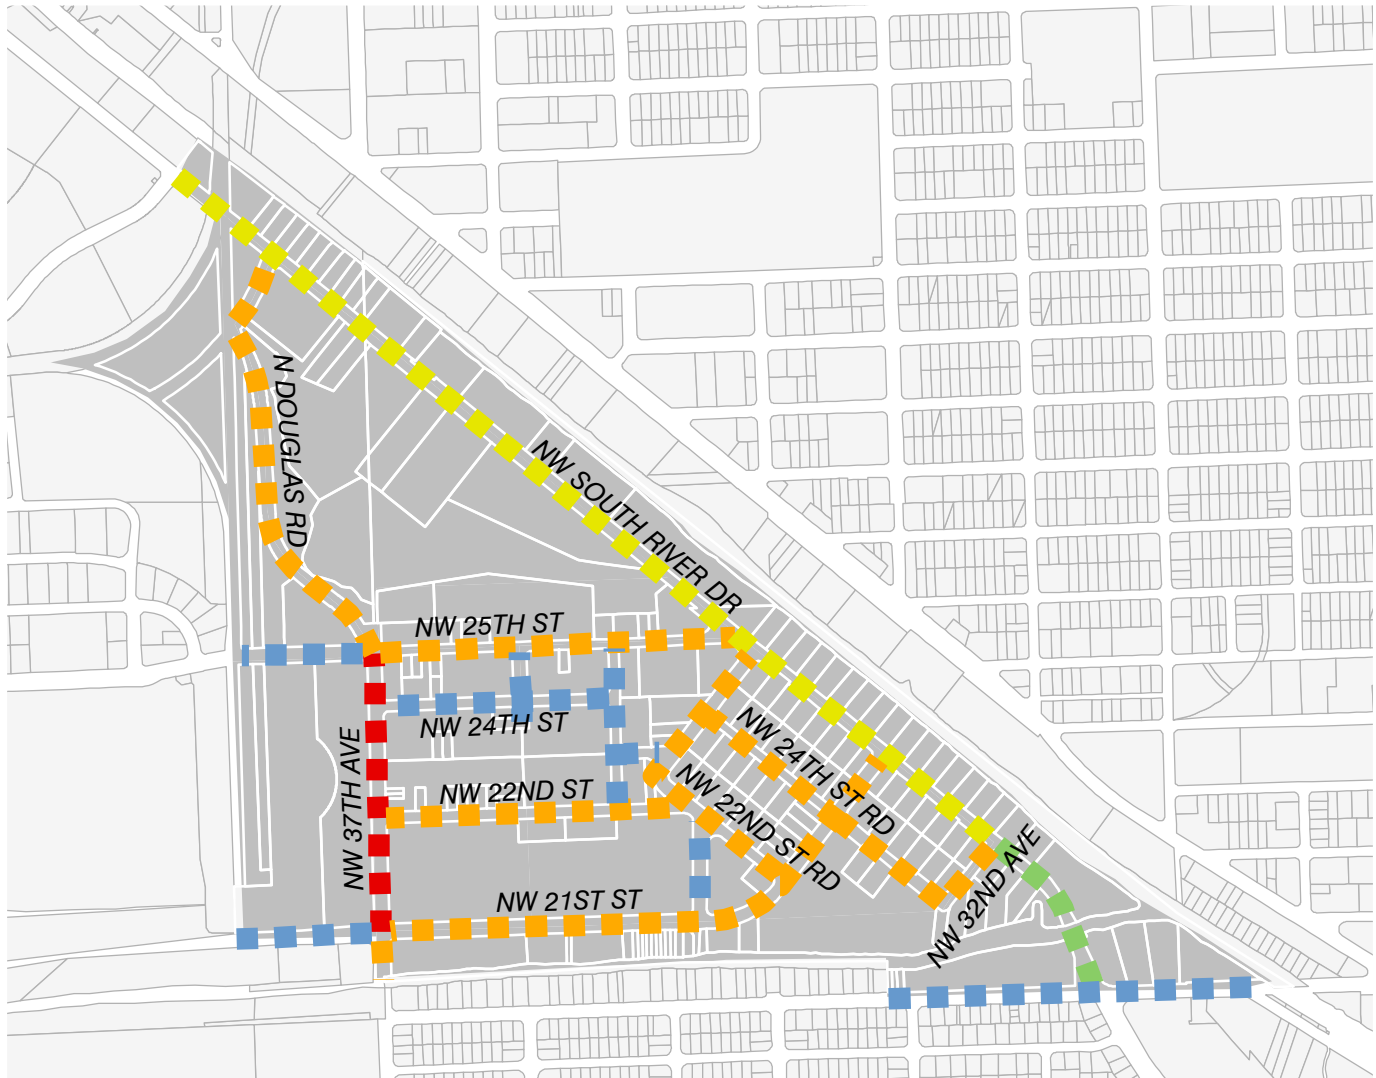 N DOUGLAS RD
NW SOUTH RIVER DR
NW 25TH ST
NW 24TH ST
NW 37TH AVE
NW 22ND ST
NW 24TH ST RD
NW 22ND ST RD
NW 32ND AVE
NW 21ST ST